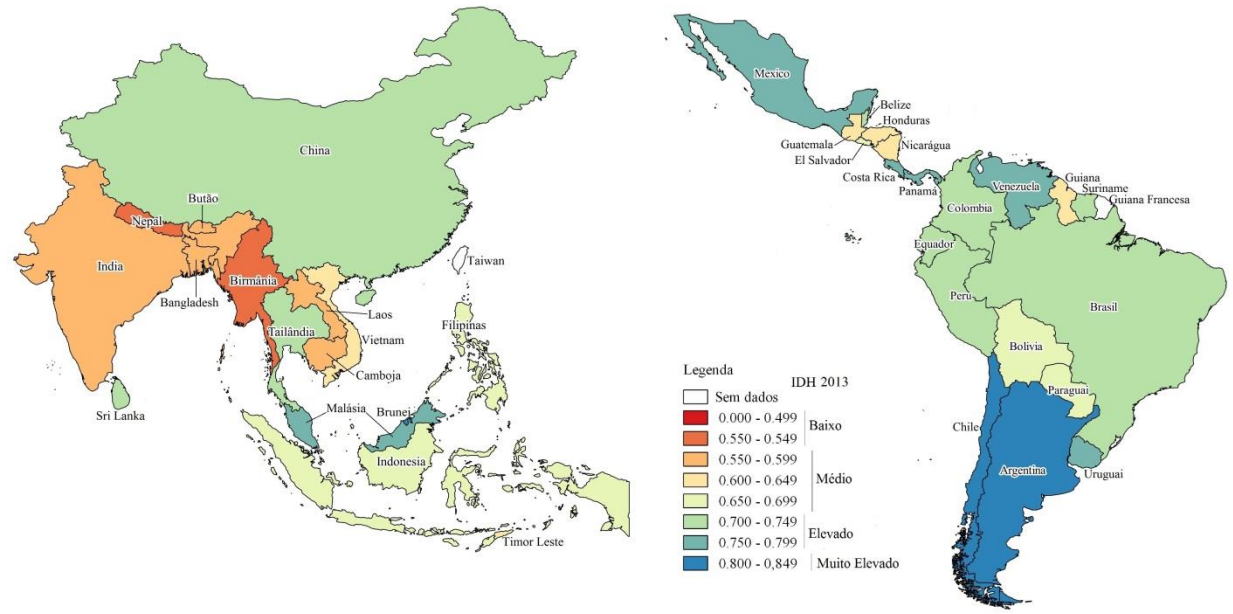 China
Butão
Nepal
India
Bangladesh
Birmânia
Taiwan
Laos
Tailândia
Vietnam
Filipinas
Camboja
Sri Lanka
Malásia
Brunei
Indonesia
Timor Leste
Mexico
Belize
Honduras
Guatemala
Nicarágua
El Salvador
Costa Rica
Panamá
Venezuela
Guiana
Suriname
Guiana Francesa
Colombia
Equador
Peru
Brasil
Bolivia
Paraguai
Chile
Argentina
Uruguai
Legenda
IDH 2013
Sem dados
0.000 - 0.499
Baixo
0.550 - 0.549
0.550 - 0.599
0.600 - 0.649
Médio
0.650 - 0.699
0.700 - 0.749
Elevado
0.750 - 0.799
0.800 - 0,849
Muito Elevado